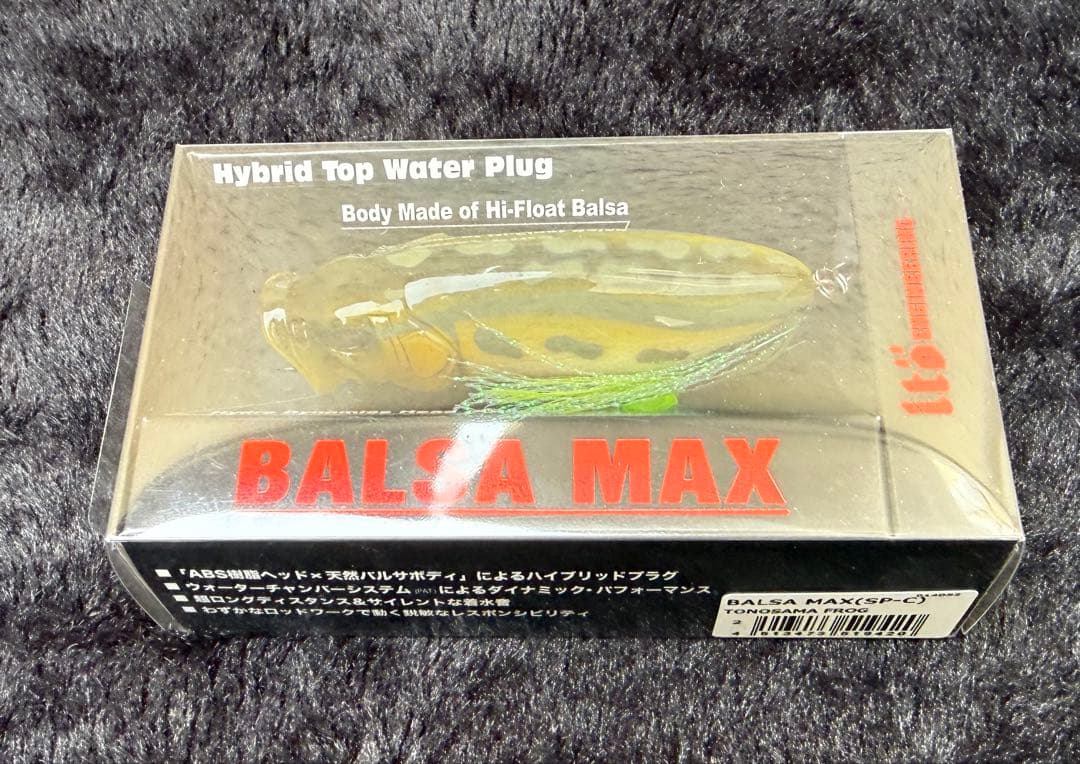 Hybrid Top Water Plug
Body Made of Hi-Float Balsa
Itö ENGINEERING
BALSA MAX
■「ABS樹脂ヘッド×天然バルサボディ」によるハイブリッドプラグ
■ウォーターチャンバーシステム(PAT.)によるダイナミック・パフォーマンス
■超ロングディスタンス&サイレントな着水音
■わずかなロッドワークで動く鋭敏なレスポンシビリティ
BALSA MAX(SP-C)
TONOSAMA FROG
2
4 513473 519420